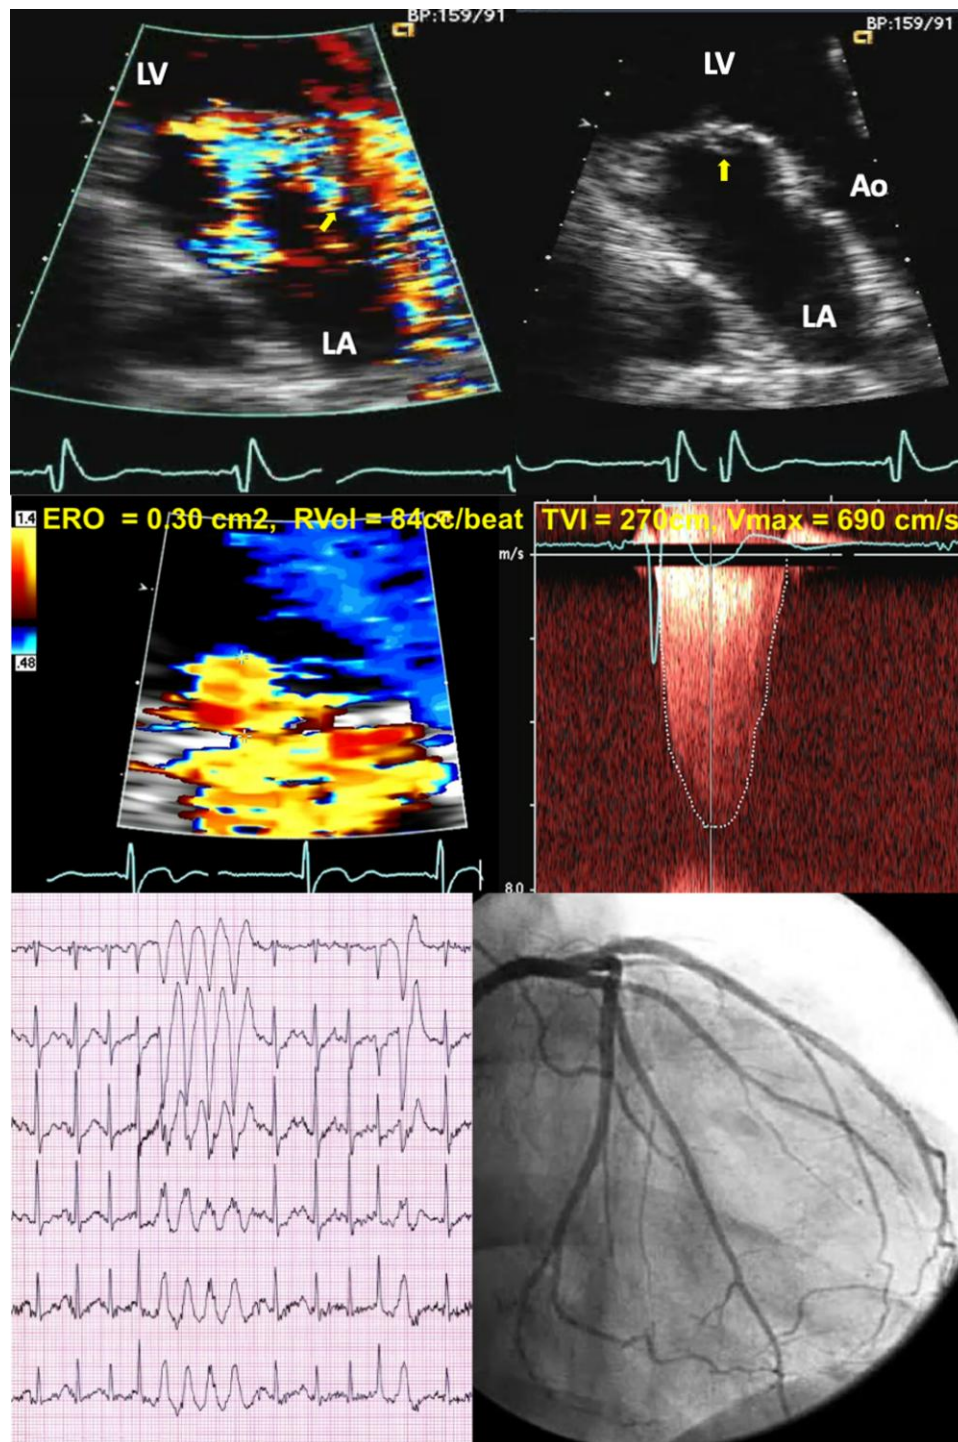 BP:159/91
LV
LA
BP:159/91
LV
Ao
LA
1.4
ERO = 0.30 cm2, RVol = 84cc/beat
.48
TVI = 270cm, Vmax = 690 cm/s
m/s
8.0